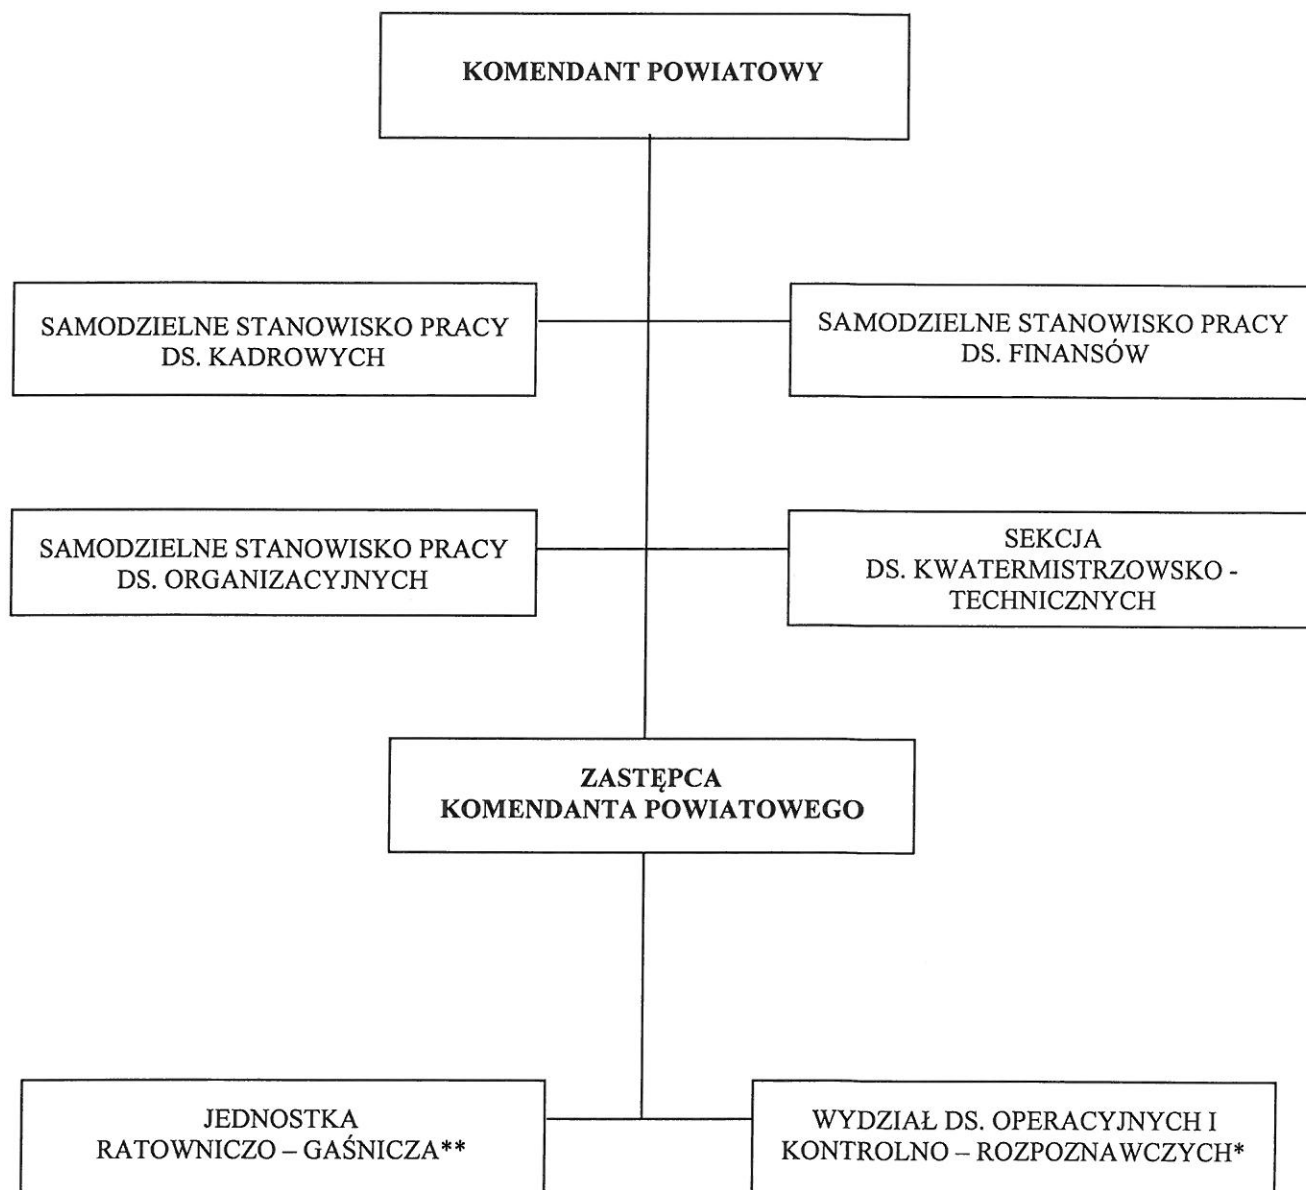 KOMENDANT POWIATOWY
SAMODZIELNE STANOWISKO PRACY
DS. KADROWYCH
SAMODZIELNE STANOWISKO PRACY
DS. FINANSÓW
SAMODZIELNE STANOWISKO PRACY
DS. ORGANIZACYJNYCH
SEKCJA
DS. KWATERMISTRZOWSKO -
TECHNICZNYCH
ZASTĘPCA
KOMENDANTA POWIATOWEGO
JEDNOSTKA
RATOWNICZO – GAŚNICZA**
WYDZIAŁ DS. OPERACYJNYCH I
KONTROLNO – ROZPOZNAWCZYCH*